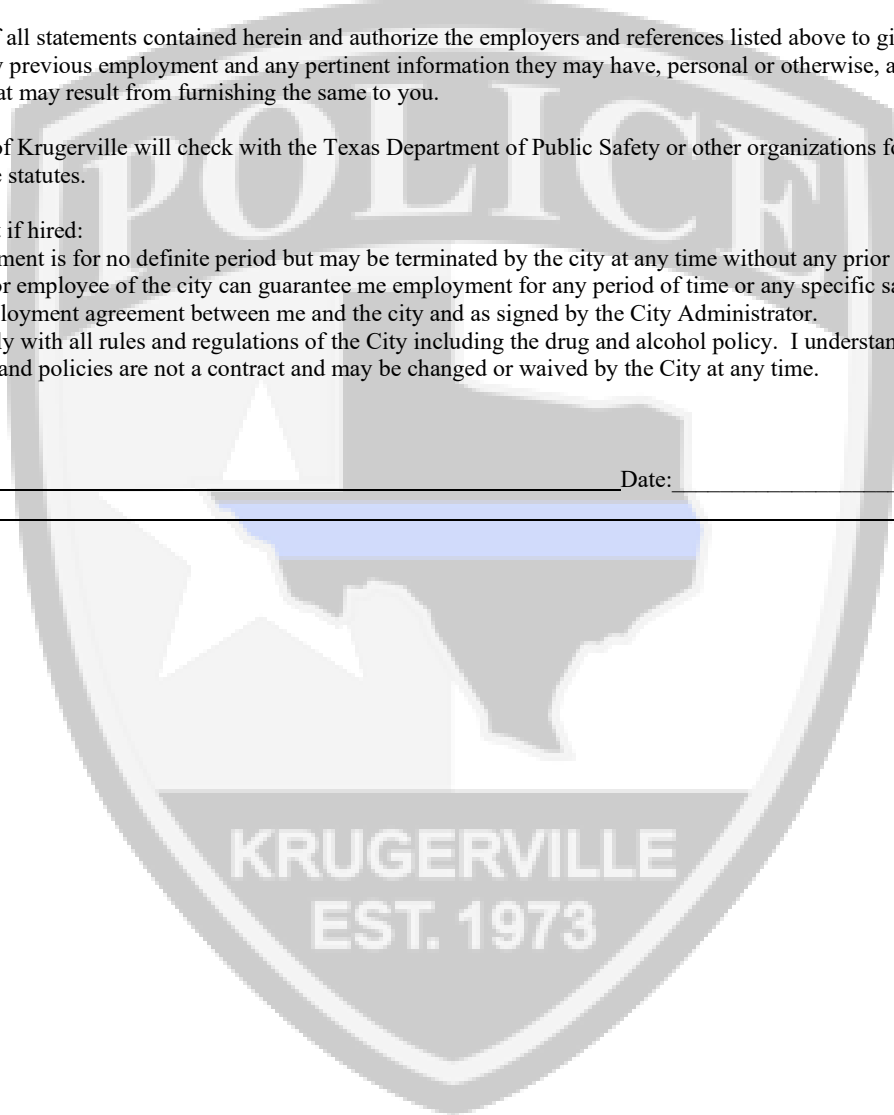 all statements contained herein and authorize the employers and references listed above to
previous employment and any pertinent information they may have, personal or otherwise,
may result from furnishing the same to you.
of Krugerville will check with the Texas Department of Public Safety or other organizations
statutes.
if hired:
is for no definite period but may be terminated by the city at any time without any prior
or employee of the city can guarantee me employment for any period of time or any specific
agreement between me and the city and as signed by the City Administrator.
with all rules and regulations of the City including the drug and alcohol policy. I
and policies are not a contract and may be changed or waived by the City at any time.
Date:
POLICE
KRUGERVILLE
EST. 1973